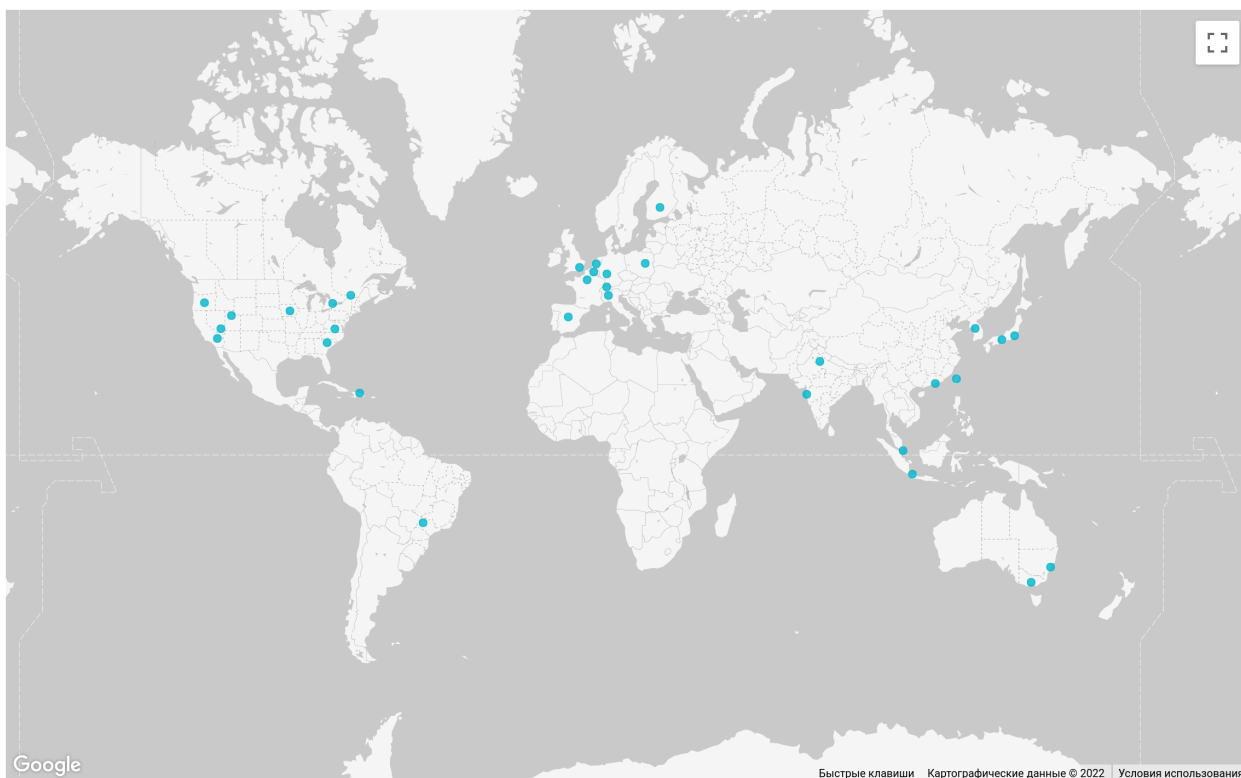 Google
Быстрые клавиши
Картографические данные © 2022
Условия использования